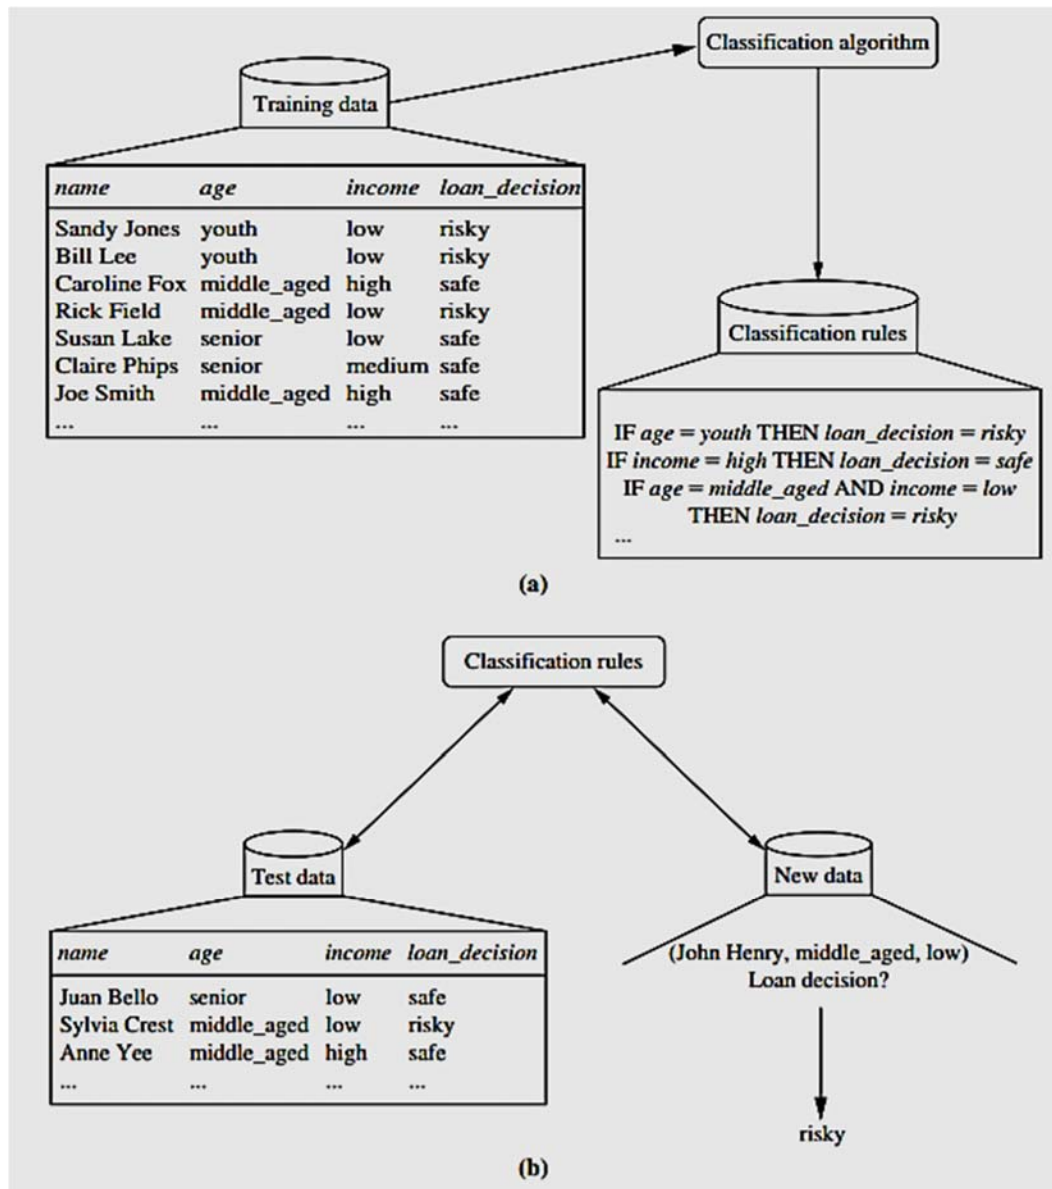 Classification algorithm
Training data
name age income loan_decision
Sandy Jones youth low risky
Bill Lee youth low risky
Caroline Fox middle_aged high safe
Rick Field middle_aged low risky
Susan Lake senior low safe
Claire Phips senior medium safe
Joe Smith middle_aged high safe
... ... ... ...
Classification rules
IF age = youth THEN loan_decision = risky
IF income = high THEN loan_decision = safe
IF age = middle_aged AND income = low
THEN loan_decision = risky
...
(a)
Classification rules
Test data
name age income loan_decision
Juan Bello senior low safe
Sylvia Crest middle_aged low risky
Anne Yee middle_aged high safe
... ... ... ...
New data
(John Henry, middle_aged, low)
Loan decision?
risky
(b)